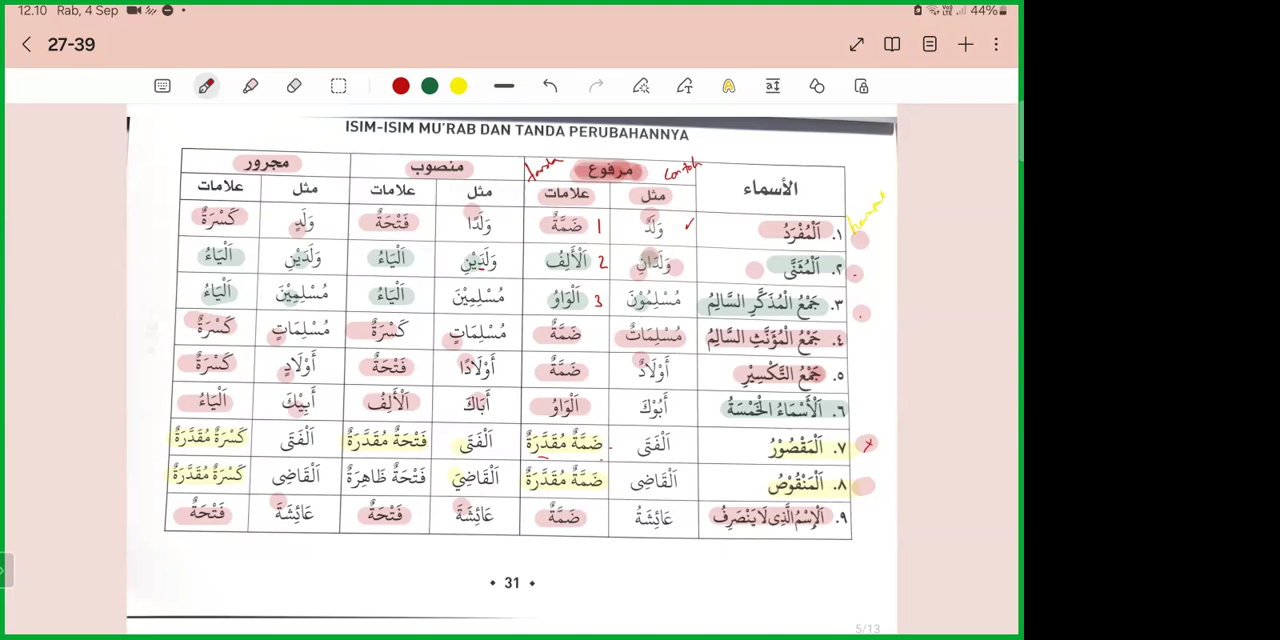 12.10 Rab, 4 Sep 44%
27-39
ISIM-ISIM MU'RAB DAN TANDA PERUBAHANNYA
الأسماء مرفوع منصوب مجرور
tanda contoh
مثل علامات مثل علامات مثل علامات
١. اَلْمُفْرَدُ وَلَدٌ ضَمَّةٌ 1 وَلَدًا فَتْحَةٌ وَلَدٍ كَسْرَةٌ
٢. اَلْمُثَنَّى وَلَدَانِ اَلْأَلِفُ 2 وَلَدَيْنِ اَلْيَاءُ وَلَدَيْنِ اَلْيَاءُ
٣. جَمْعُ الْمُذَكَّرِ السَّالِمُ مُسْلِمُوْنَ اَلْوَاوُ 3 مُسْلِمِيْنَ اَلْيَاءُ مُسْلِمِيْنَ اَلْيَاءُ
٤. جَمْعُ الْمُؤَنَّثِ السَّالِمُ مُسْلِمَاتٌ ضَمَّةٌ مُسْلِمَاتٍ كَسْرَةٌ مُسْلِمَاتٍ كَسْرَةٌ
٥. جَمْعُ التَّكْسِيْرِ أَوْلَادٌ ضَمَّةٌ أَوْلَادًا فَتْحَةٌ أَوْلَادٍ كَسْرَةٌ
٦. اَلْأَسْمَاءُ الْخَمْسَةُ أَبُوْكَ اَلْوَاوُ أَبَاكَ اَلْأَلِفُ أَبِيْكَ اَلْيَاءُ
٧. اَلْمَقْصُوْرُ اَلْفَتَى ضَمَّةٌ مُقَدَّرَةٌ اَلْفَتَى فَتْحَةٌ مُقَدَّرَةٌ اَلْفَتَى كَسْرَةٌ مُقَدَّرَةٌ
٨. اَلْمَنْقُوْصُ اَلْقَاضِى ضَمَّةٌ مُقَدَّرَةٌ اَلْقَاضِيَ فَتْحَةٌ ظَاهِرَةٌ اَلْقَاضِى كَسْرَةٌ مُقَدَّرَةٌ
٩. اَلْإِسْمُ الَّذِى لَا يَنْصَرِفُ عَائِشَةُ ضَمَّةٌ عَائِشَةَ فَتْحَةٌ عَائِشَةَ فَتْحَةٌ
• 31 •
5/13